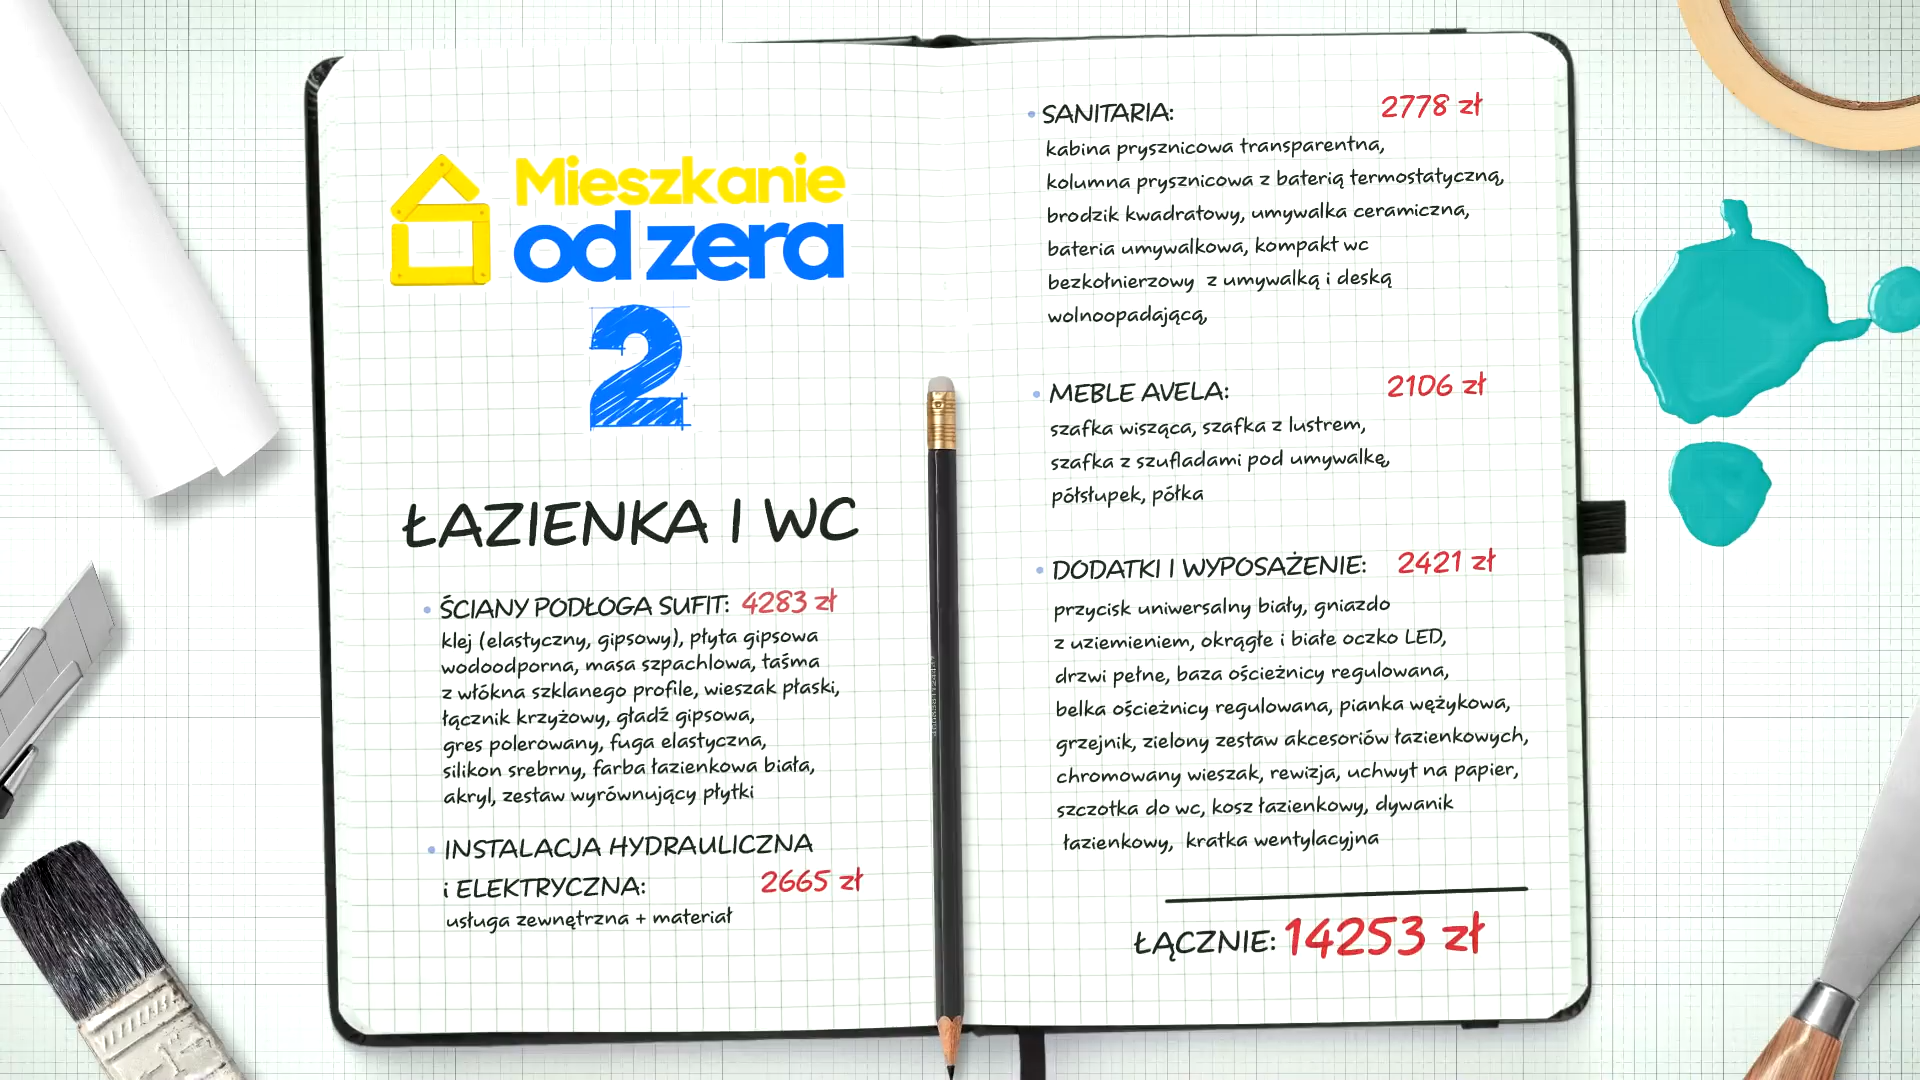 Mieszkanie
od zera
2
ŁAZIENKA I WC
• ŚCIANY PODŁOGA SUFIT: 4283 zł
klej (elastyczny, gipsowy), płyta gipsowa
wodoodporna, masa szpachlowa, taśma
z włókna szklanego profile, wieszak płaski,
łącznik krzyżowy, gładź gipsowa,
gres polerowany, fuga elastyczna,
silikon srebrny, farba łazienkowa biała,
akryl, zestaw wyrównujący płytki
• INSTALACJA HYDRAULICZNA
i ELEKTRYCZNA: 2665 zł
usługa zewnętrzna + materiał
• SANITARIA: 2778 zł
kabina prysznicowa transparentna,
kolumna prysznicowa z baterią termostatyczną,
brodzik kwadratowy, umywalka ceramiczna,
bateria umywalkowa, kompakt wc
bezkołnierzowy z umywalką i deską
wolnoopadającą,
• MEBLE AVELA: 2106 zł
szafka wisząca, szafka z lustrem,
szafka z szufladami pod umywalkę,
półsłupek, półka
• DODATKI I WYPOSAŻENIE: 2421 zł
przycisk uniwersalny biały, gniazdo
z uziemieniem, okrągłe i białe oczko LED,
drzwi pełne, baza ościeżnicy regulowana,
belka ościeżnicy regulowana, pianka wężykowa,
grzejnik, zielony zestaw akcesoriów łazienkowych,
chromowany wieszak, rewizja, uchwyt na papier,
szczotka do wc, kosz łazienkowy, dywanik
łazienkowy, kratka wentylacyjna
ŁĄCZNIE: 14253 zł